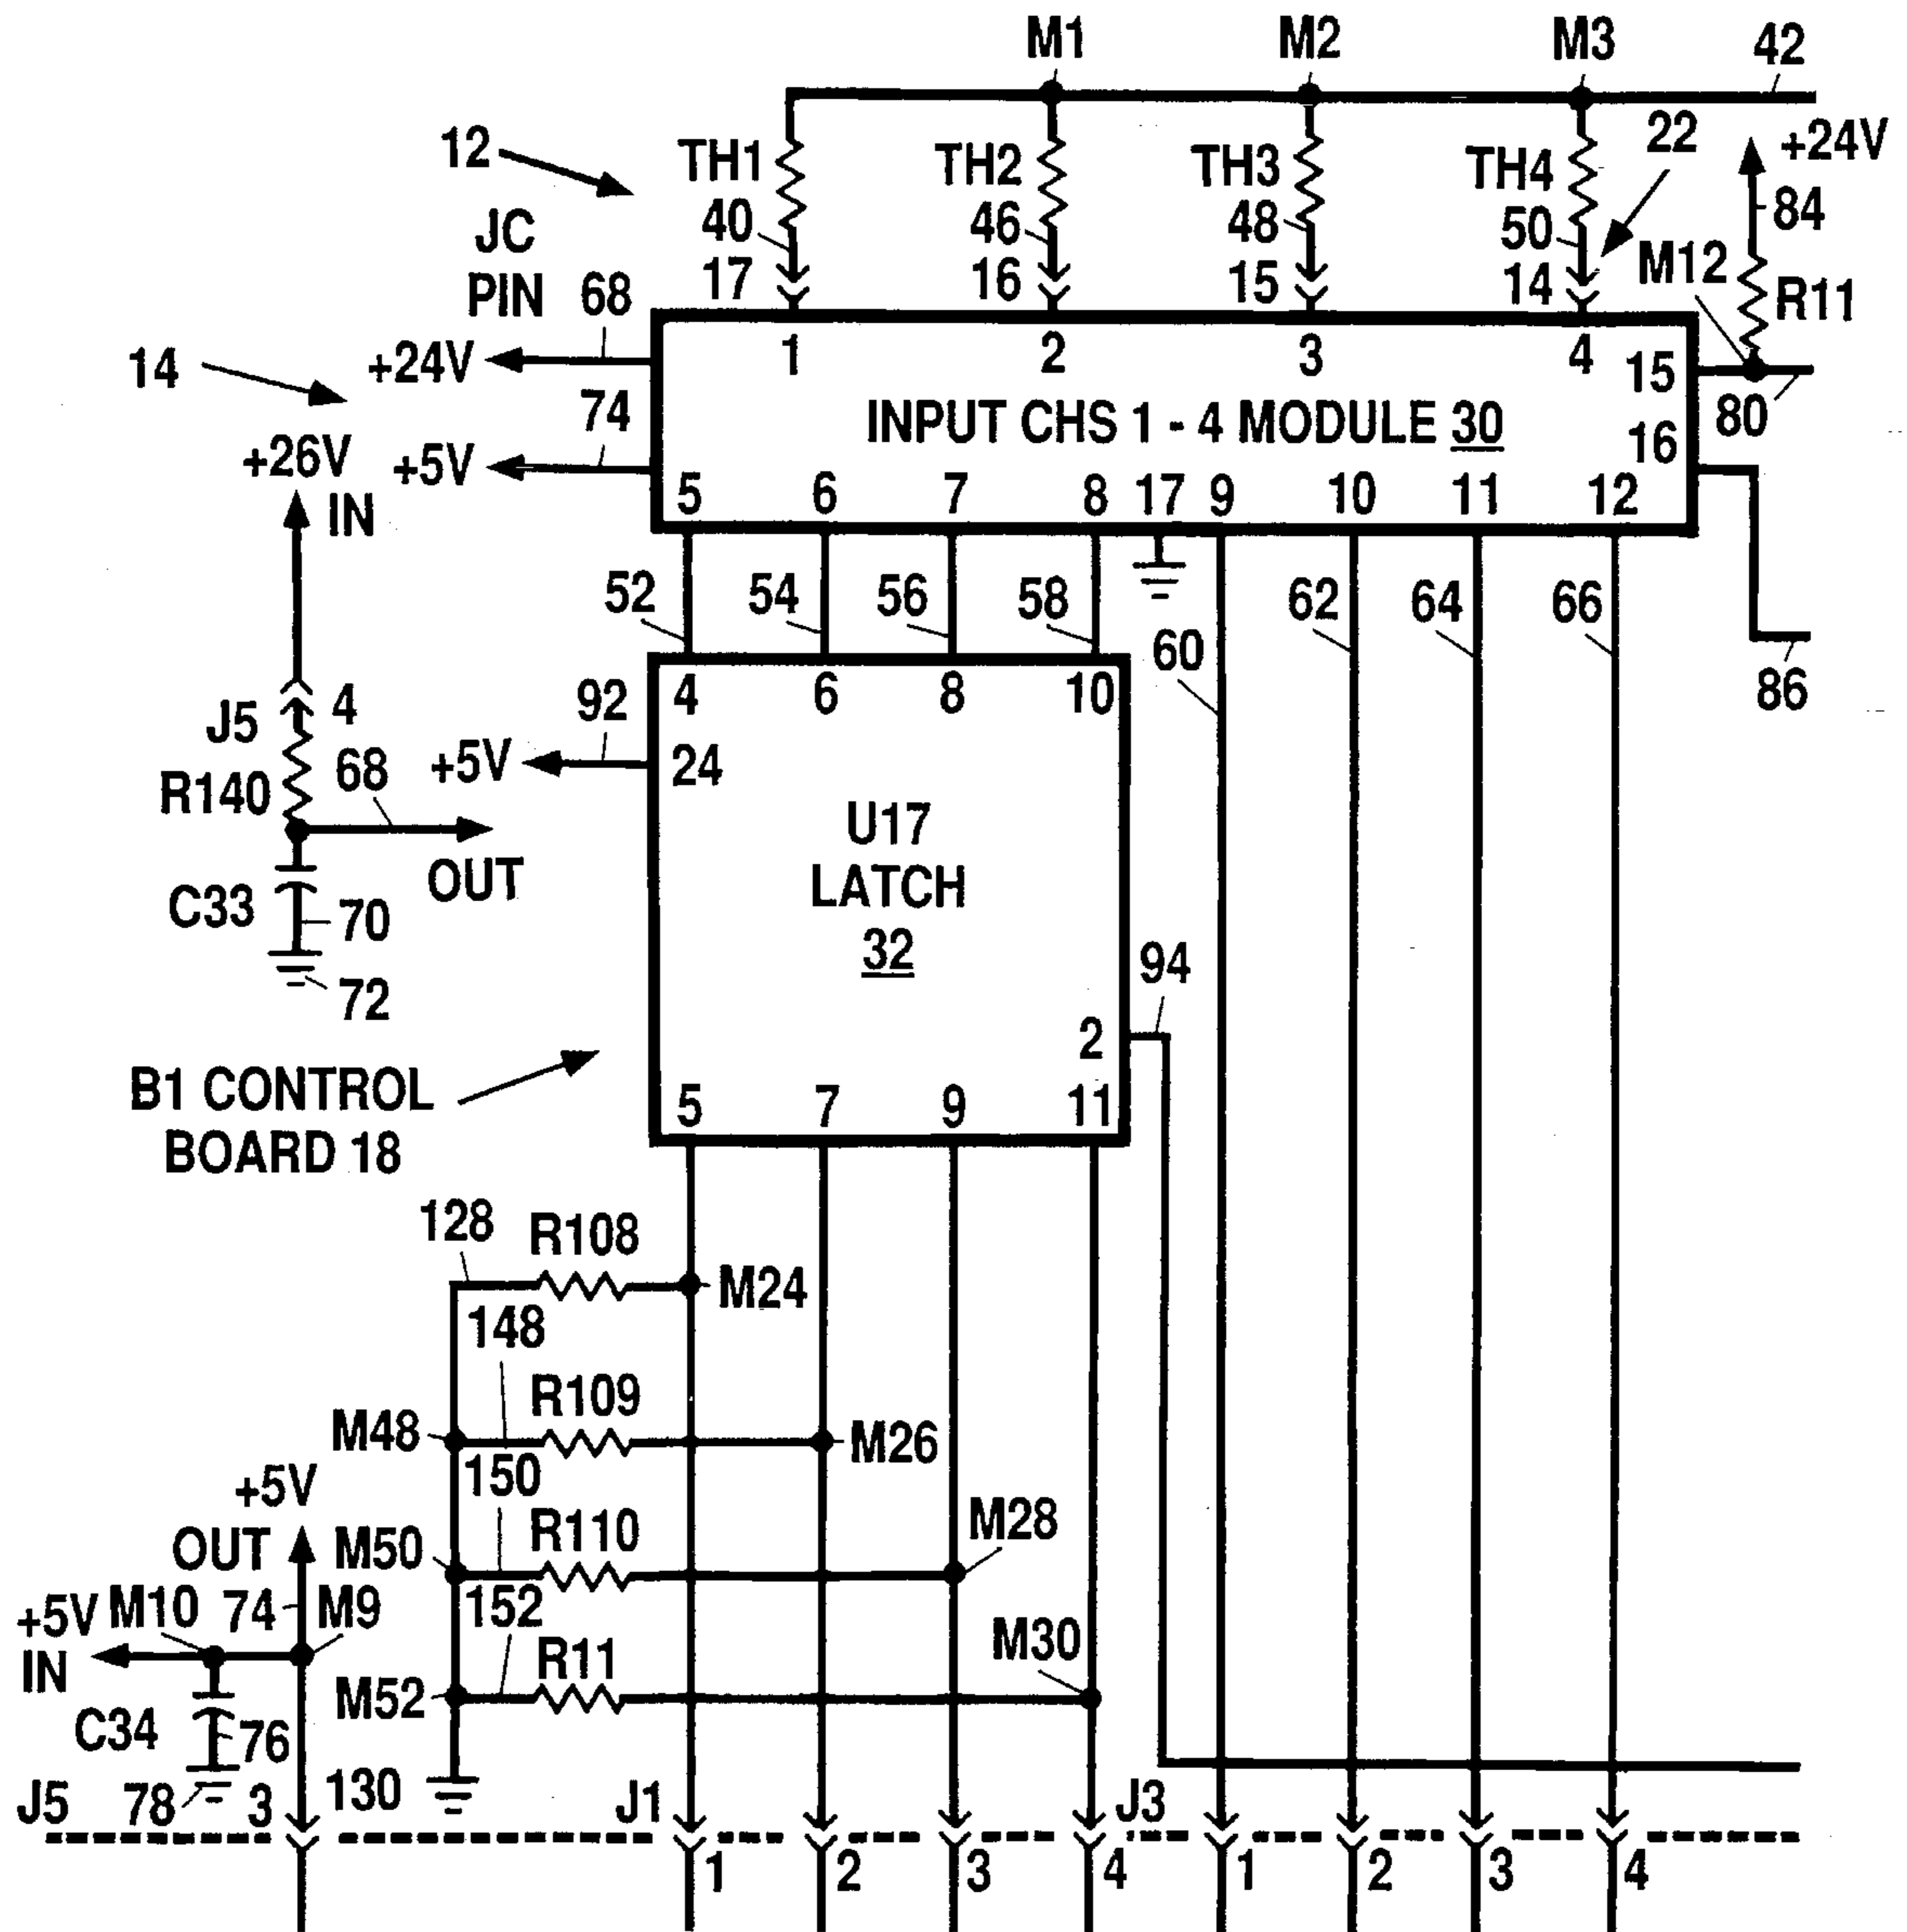 M1 M2 M3 42
12 TH1 TH2 TH3 TH4 22 +24V
JC 40 46 48 50 84
PIN 68 17 16 15 14 M12 R11
14 +24V 1 2 3 4 15
74 INPUT CHS 1 - 4 MODULE 30 80
+26V +5V 16
IN 5 6 7 8 17 9 10 11 12
52 54 56 58 62 64 66
60
86
J5 4 92 4 6 8 10
R140 68 +5V 24
U17
OUT LATCH
C33 70 32
72 94
2
B1 CONTROL 5 7 9 11
BOARD 18
128 R108
M24
148
R109
M48 M26
150
+5V R110 M28
OUT M50
+5V M10 74 M9 152
IN R11 M30
M52
C34 76
J5 78 3 130 J1 J3
1 2 3 4 1 2 3 4